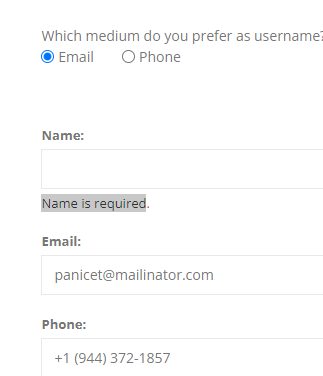 Which medium do you prefer as username?
Email Phone
Name:
Name is required.
Email:
panicet@mailinator.com
Phone:
+1 (944) 372-1857